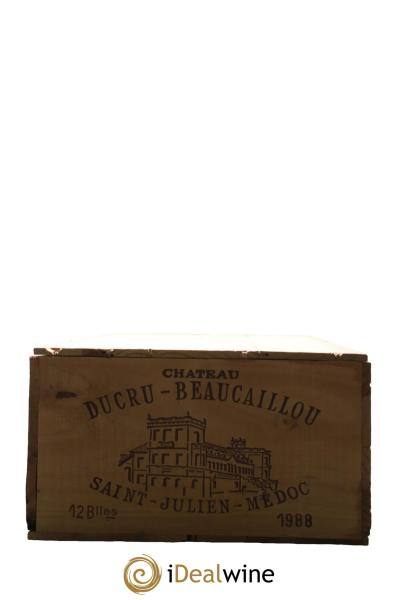 CHATEAU
DUCRU-BEAUCAILLOU
SAINT-JULIEN-MEDOC
12 Blles 1988
iDealwine